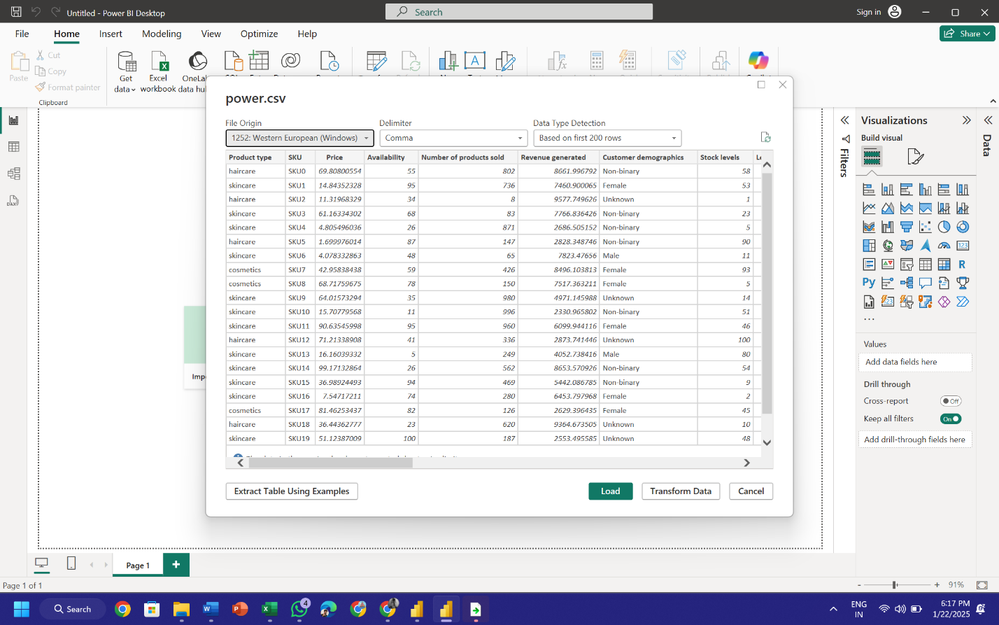 Untitled - Power BI Desktop
Search
Sign in
File
Home
Insert
Modeling
View
Optimize
Help
Share
Paste
Cut
Copy
Format painter
Clipboard
Get data
Excel workbook
OneLa
data hu
power.csv
File Origin
Delimiter
Data Type Detection
1252: Western European (Windows)
Comma
Based on first 200 rows
Product type SKU Price Availability Number of products sold Revenue generated Customer demographics Stock levels Le
haircare SKU0 69.80800554 55 802 8661.996792 Non-binary 58
skincare SKU1 14.84352328 95 736 7460.900065 Female 53
haircare SKU2 11.31968329 34 8 9577.749626 Unknown 1
skincare SKU3 61.16334302 68 83 7766.836426 Non-binary 23
skincare SKU4 4.805496036 26 871 2686.505152 Non-binary 5
haircare SKU5 1.699976014 87 147 2828.348746 Non-binary 90
skincare SKU6 4.078332863 48 65 7823.47656 Male 11
cosmetics SKU7 42.95838438 59 426 8496.103813 Female 93
cosmetics SKU8 68.71759675 78 150 7517.363211 Female 5
skincare SKU9 64.01573294 35 980 4971.145988 Unknown 14
skincare SKU10 15.70779568 11 996 2330.965802 Non-binary 51
skincare SKU11 90.63545998 95 960 6099.944116 Female 46
haircare SKU12 71.21338908 41 336 2873.741446 Unknown 100
skincare SKU13 16.16039332 5 249 4052.738416 Male 80
skincare SKU14 99.17132864 26 562 8653.570926 Non-binary 54
skincare SKU15 36.98924493 94 469 5442.086785 Non-binary 9
skincare SKU16 7.54717211 74 280 6453.797968 Female 2
cosmetics SKU17 81.46253437 82 126 2629.396435 Female 45
haircare SKU18 36.44362777 23 620 9364.673505 Unknown 10
skincare SKU19 51.12387009 100 187 2553.495585 Unknown 48
Extract Table Using Examples
Load
Transform Data
Cancel
Impo
Filters
Visualizations
Build visual
Data
123
R
Py
...
Values
Add data fields here
Drill through
Cross-report
Off
Keep all filters
On
Add drill-through fields here
Page 1
+
Page 1 of 1
- + 91%
Search
4
ENG
IN
6:17 PM
1/22/2025